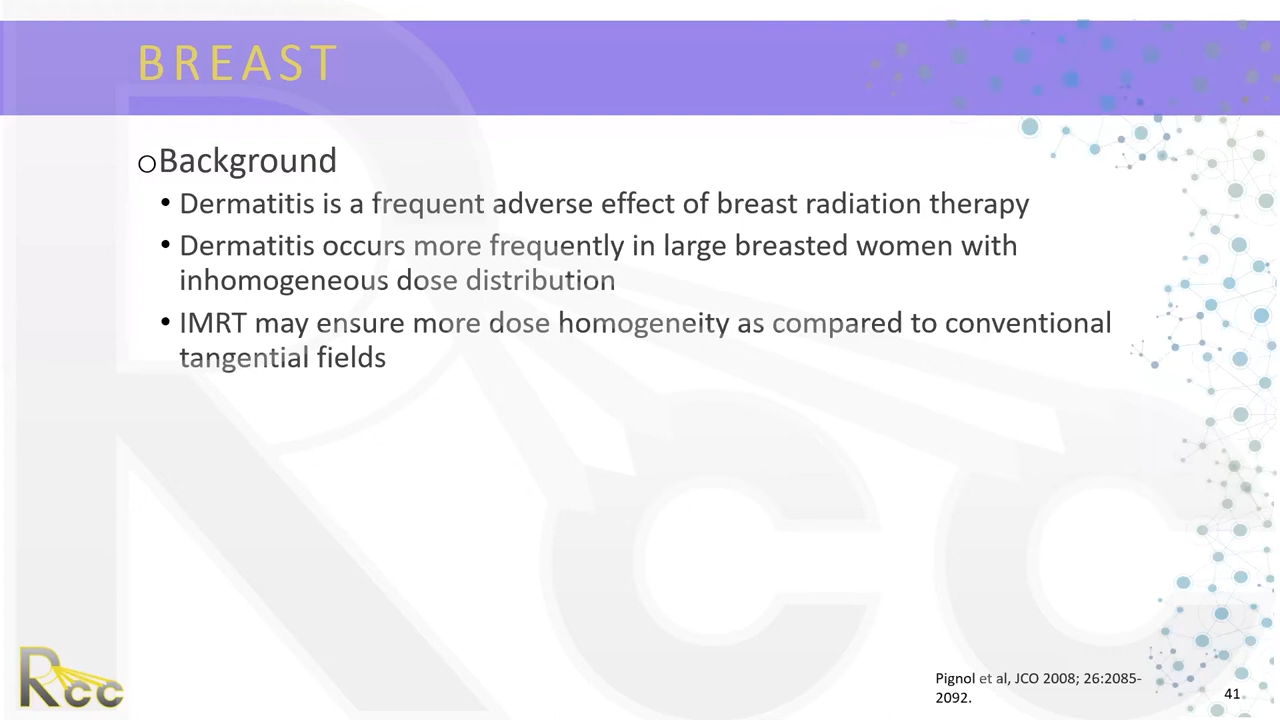 BREAST
oBackground
• Dermatitis is a frequent adverse effect of breast radiation therapy
• Dermatitis occurs more frequently in large breasted women with
inhomogeneous dose distribution
• IMRT may ensure more dose homogeneity as compared to conventional
tangential fields
Rcc
Pignol et al, JCO 2008; 26:2085-
2092.
41